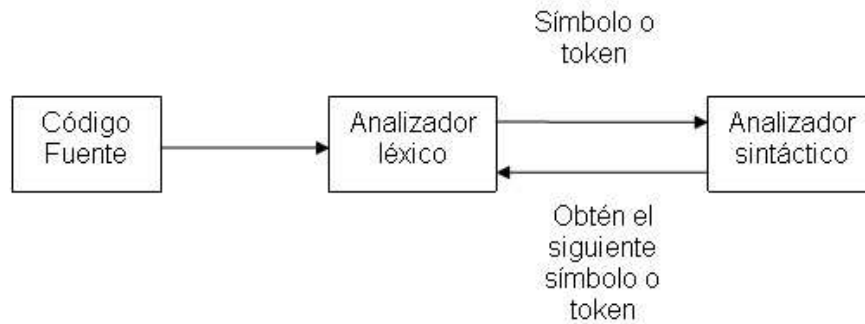 Símbolo o
token
Código
Fuente
Analizador
léxico
Analizador
sintáctico
Obtén el
siguiente
símbolo o
token